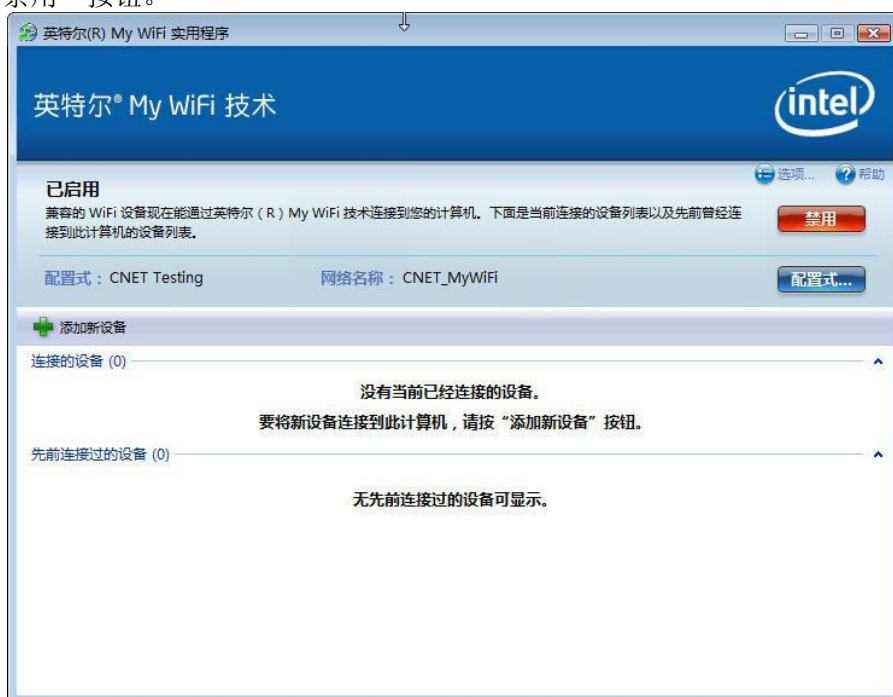 禁用”按钮。
英特尔(R) My WiFi 实用程序
英特尔® My WiFi 技术
intel
选项... 帮助
已启用
兼容的 WiFi 设备现在能通过英特尔（R）My WiFi 技术连接到您的计算机。下面是当前连接的设备列表以及先前曾经连
接到此计算机的设备列表。
禁用
配置式：CNET Testing 网络名称：CNET_MyWiFi 配置式...
添加新设备
连接的设备 (0)
没有当前已经连接的设备。
要将新设备连接到此计算机，请按“添加新设备”按钮。
先前连接过的设备 (0)
无先前连接过的设备可显示。